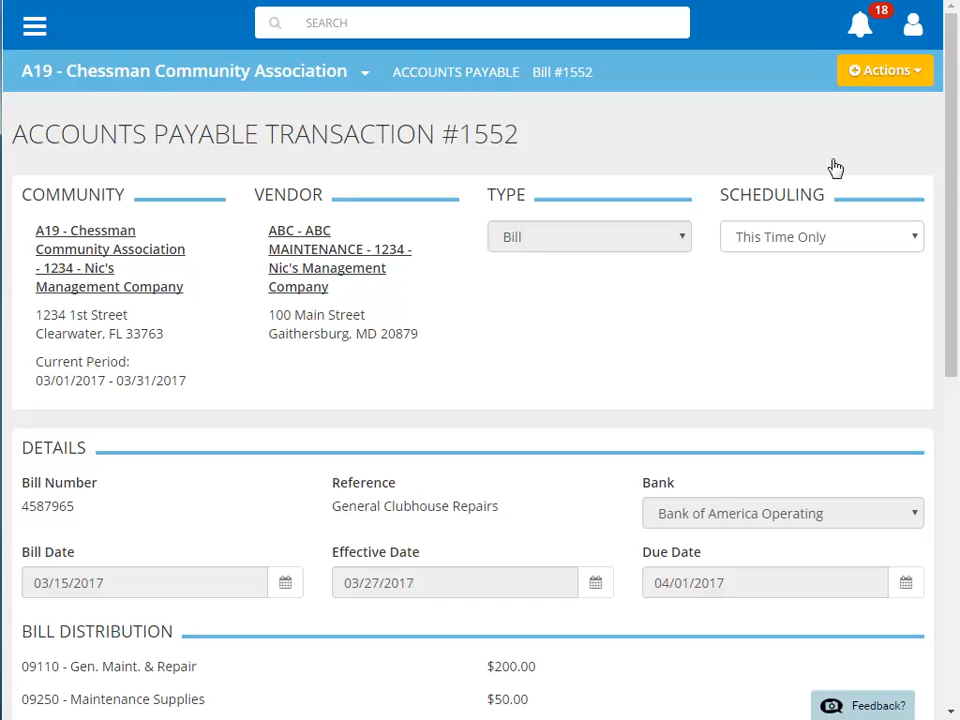 SEARCH
18
A19 - Chessman Community Association
ACCOUNTS PAYABLE
Bill #1552
Actions
ACCOUNTS PAYABLE TRANSACTION #1552
COMMUNITY
A19 - Chessman
Community Association
- 1234 - Nic's
Management Company
1234 1st Street
Clearwater, FL 33763
Current Period:
03/01/2017 - 03/31/2017
VENDOR
ABC - ABC
MAINTENANCE - 1234 -
Nic's Management
Company
100 Main Street
Gaithersburg, MD 20879
TYPE
Bill
SCHEDULING
This Time Only
DETAILS
Bill Number
4587965
Reference
General Clubhouse Repairs
Bank
Bank of America Operating
Bill Date
03/15/2017
Effective Date
03/27/2017
Due Date
04/01/2017
BILL DISTRIBUTION
09110 - Gen. Maint. & Repair
$200.00
09250 - Maintenance Supplies
$50.00
Feedback?